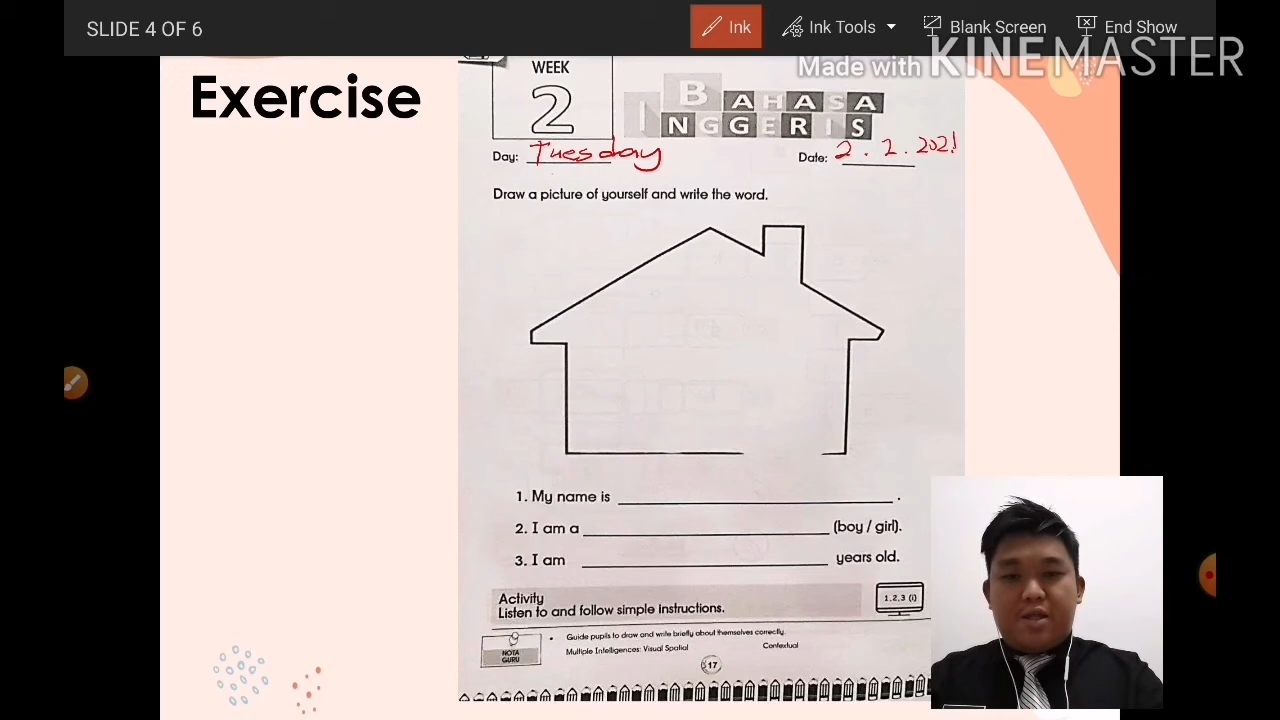 SLIDE 4 OF 6
Ink
Ink Tools
Blank Screen
End Show
Made with KINEMASTER
Exercise
WEEK
2
BAHASA
INGGERIS
Day: Tuesday
Date: 2.2.2021
Draw a picture of yourself and write the word.
1. My name is ______ .
2. I am a ______ (boy / girl).
3. I am ______ years old.
Activity
Listen to and follow simple instructions.
1,2,3 (i)
NOTA
GURU
• Guide pupils to draw and write briefly about themselves correctly.
Multiple Intelligences: Visual Spatial
Contextual
17